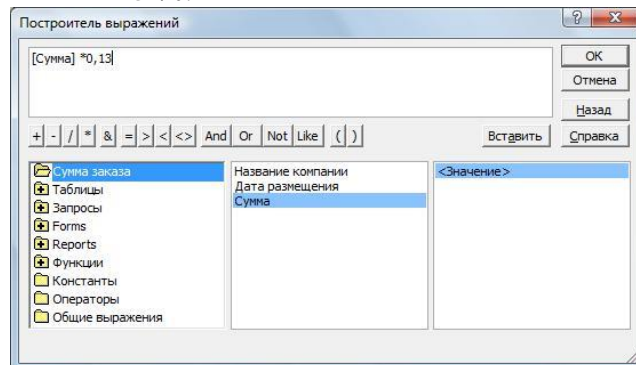 Построитель выражений
[Сумма] *0,13
ОК
Отмена
Назад
Справка
+ - / * & = > < <> And Or Not Like ( ) Вставить
Сумма заказа
Таблицы
Запросы
Forms
Reports
Функции
Константы
Операторы
Общие выражения
Название компании
Дата размещения
Сумма
<Значение>